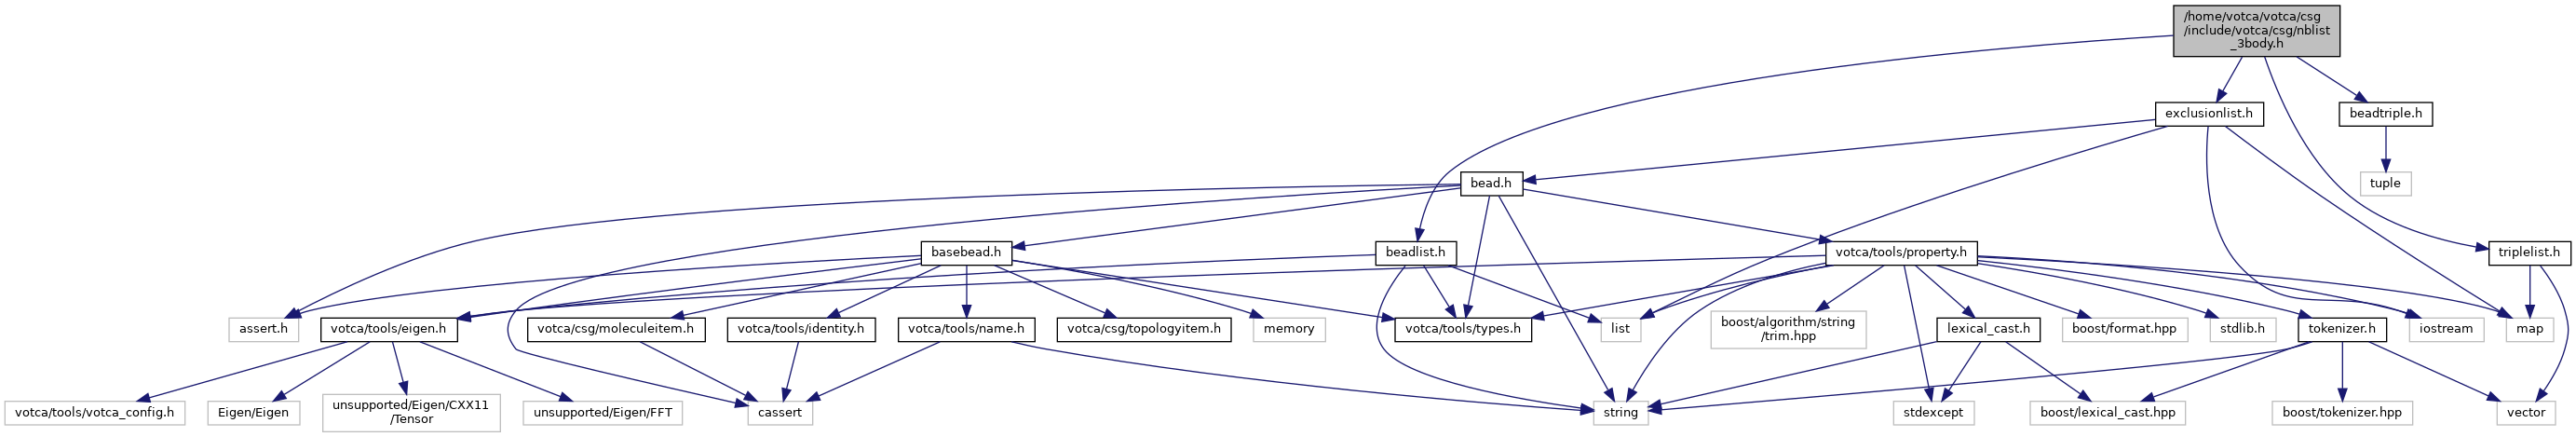 /home/votca/votca/csg
/include/votca/csg/nblist
_3body.h
exclusionlist.h
beadtriple.h
bead.h
tuple
basebead.h
beadlist.h
votca/tools/property.h
triplelist.h
assert.h
votca/tools/eigen.h
votca/csg/moleculeitem.h
votca/tools/identity.h
votca/tools/name.h
votca/csg/topologyitem.h
memory
votca/tools/types.h
list
boost/algorithm/string
/trim.hpp
lexical_cast.h
boost/format.hpp
stdlib.h
tokenizer.h
iostream
map
votca/tools/votca_config.h
Eigen/Eigen
unsupported/Eigen/CXX11
/Tensor
unsupported/Eigen/FFT
cassert
string
stdexcept
boost/lexical_cast.hpp
boost/tokenizer.hpp
vector